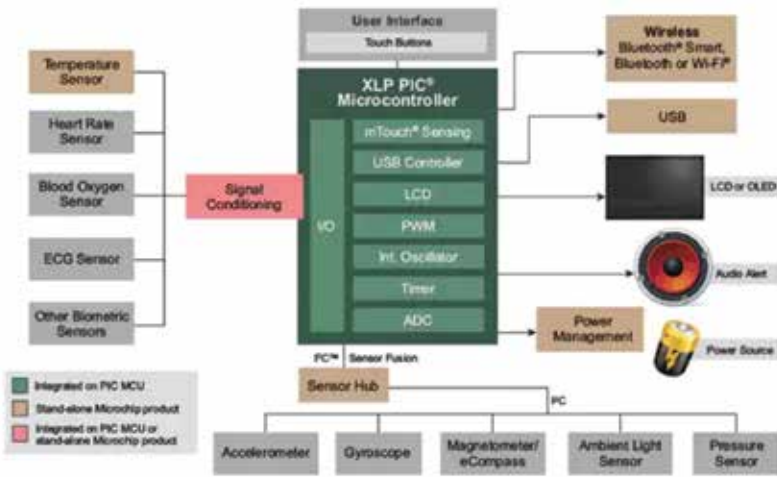 User Interface
Touch Buttons
XLP PIC® Microcontroller
I/O
mTouch® Sensing
USB Controller
LCD
PWM
Int. Oscillator
Timer
ADC
Temperature
Sensor
Heart Rate
Sensor
Blood Oxygen
Sensor
ECG Sensor
Other Biometric
Sensors
Signal
Conditioning
Wireless
Bluetooth® Smart,
Bluetooth or Wi-Fi®
USB
LCD or OLED
Audio Alert
Power
Management
Power Source
I²C™
Sensor Fusion
Sensor Hub
I²C
Accelerometer
Gyroscope
Magnetometer/
eCompass
Ambient Light
Sensor
Pressure
Sensor
Integrated on PIC MCU
Stand-alone Microchip product
Integrated on PIC MCU or
stand-alone Microchip product